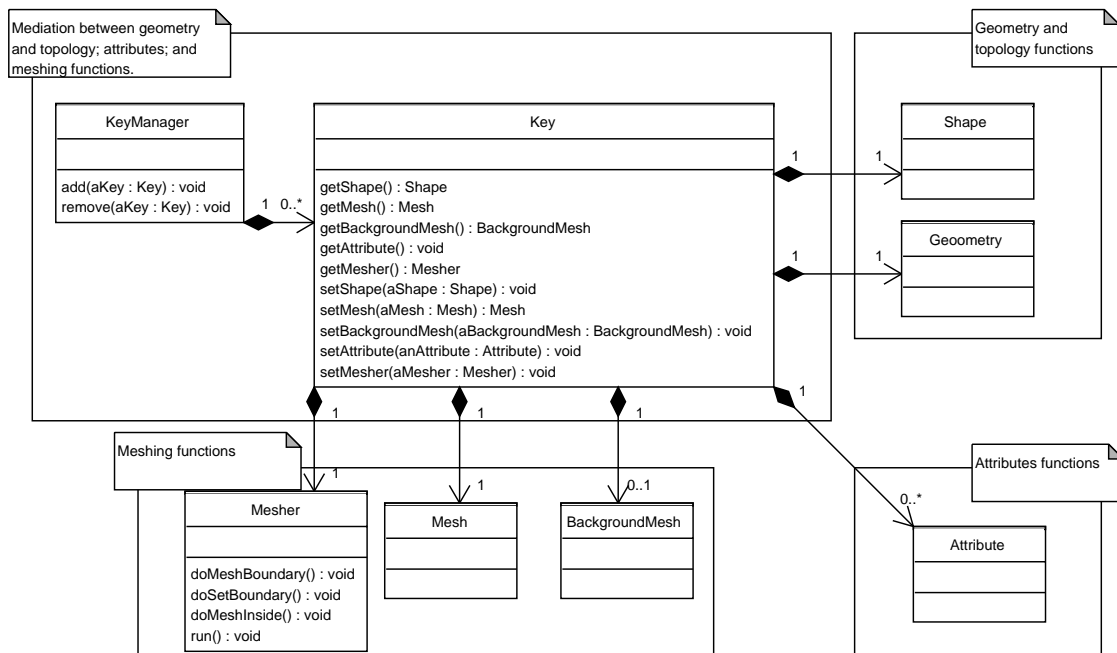 Mediation between geometry
and topology; attributes; and
meshing functions.
Geometry and
topology functions
KeyManager
add(aKey : Key) : void
remove(aKey : Key) : void
1
0..*
Key
getShape() : Shape
getMesh() : Mesh
getBackgroundMesh() : BackgroundMesh
getAttribute() : void
getMesher() : Mesher
setShape(aShape : Shape) : void
setMesh(aMesh : Mesh) : Mesh
setBackgroundMesh(aBackgroundMesh : BackgroundMesh) : void
setAttribute(anAttribute : Attribute) : void
setMesher(aMesher : Mesher) : void
1
1
Shape
1
1
Geoometry
1
1
1
1
Meshing functions
1
1
0..1
0..*
Attributes functions
Mesher
doMeshBoundary() : void
doSetBoundary() : void
doMeshInside() : void
run() : void
Mesh
BackgroundMesh
Attribute